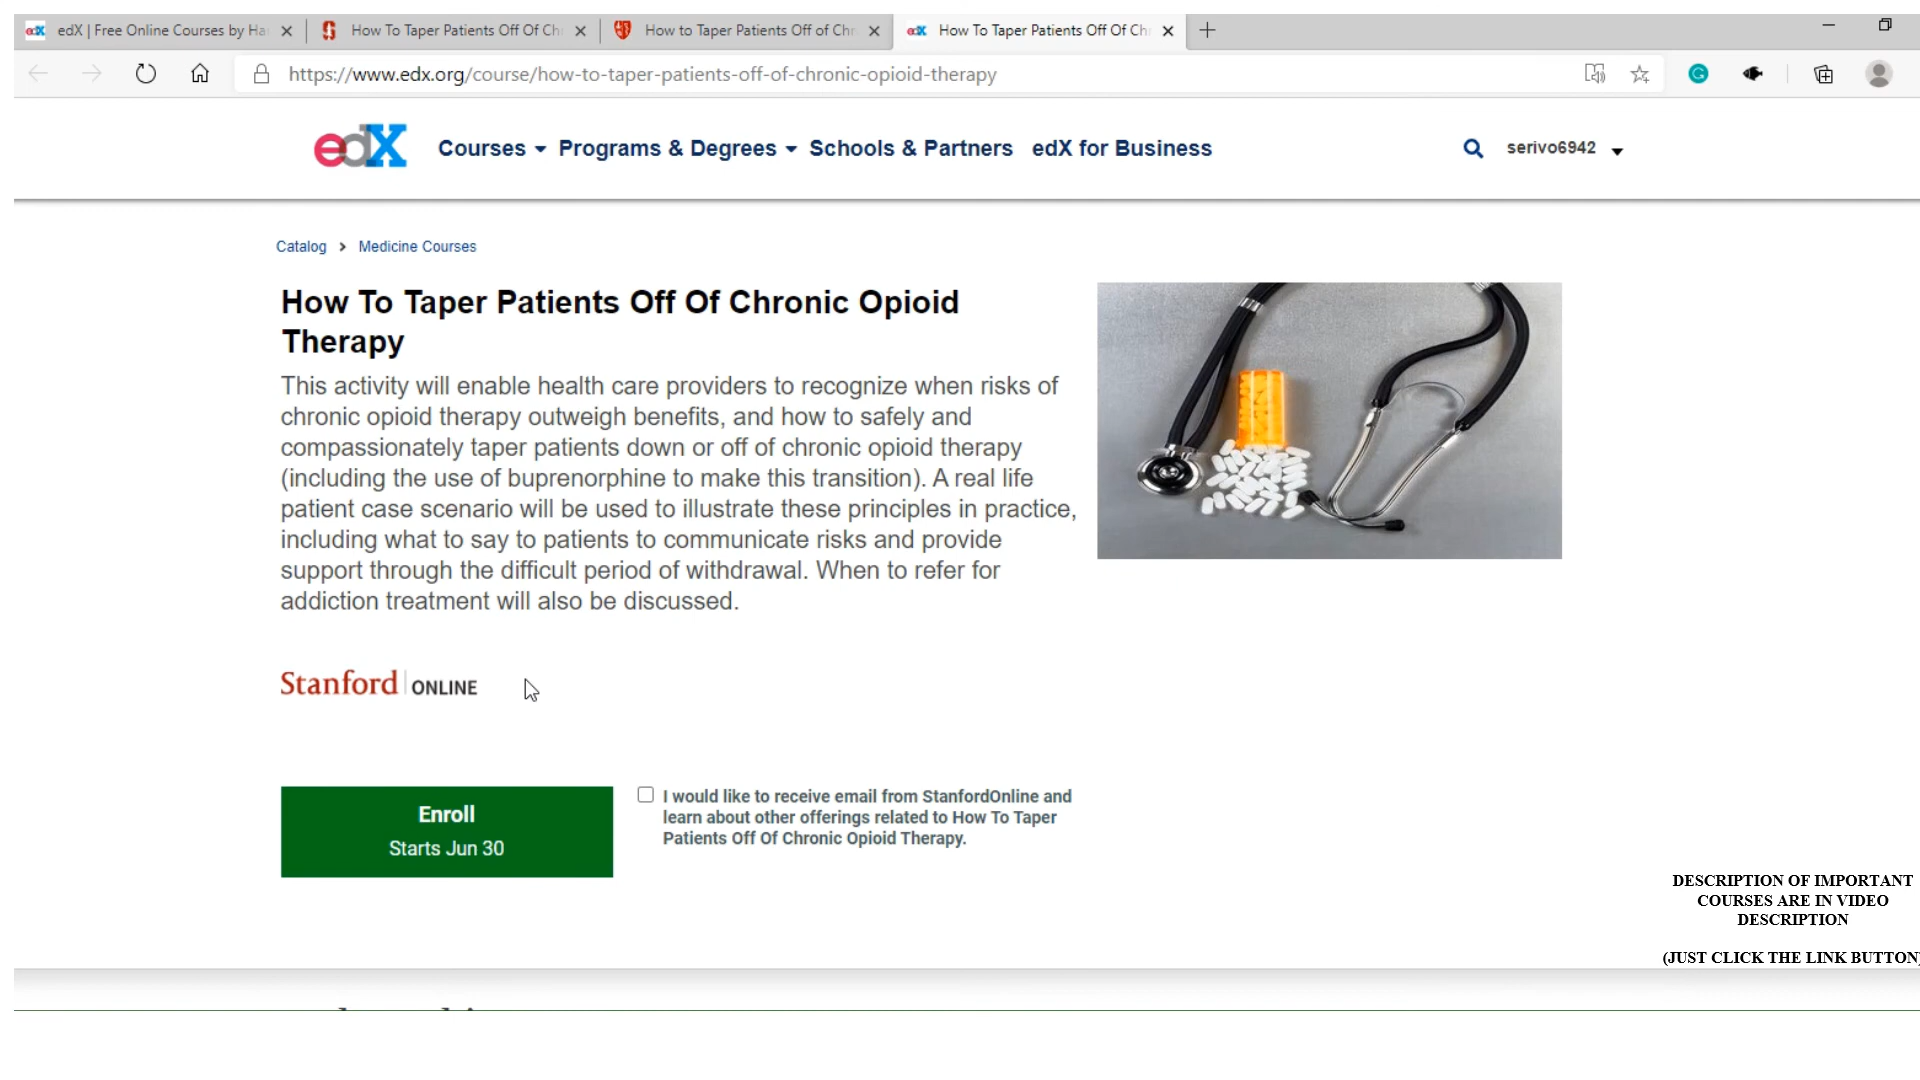 edX | Free Online Courses by Ha
How To Taper Patients Off Of Ch
How to Taper Patients Off of Ch
How To Taper Patients Off Of Ch
https://www.edx.org/course/how-to-taper-patients-off-of-chronic-opioid-therapy
edX
Courses
Programs & Degrees
Schools & Partners
edX for Business
serivo6942
Catalog > Medicine Courses
How To Taper Patients Off Of Chronic Opioid
Therapy
This activity will enable health care providers to recognize when risks of
chronic opioid therapy outweigh benefits, and how to safely and
compassionately taper patients down or off of chronic opioid therapy
(including the use of buprenorphine to make this transition). A real life
patient case scenario will be used to illustrate these principles in practice,
including what to say to patients to communicate risks and provide
support through the difficult period of withdrawal. When to refer for
addiction treatment will also be discussed.
Stanford | ONLINE
Enroll
Starts Jun 30
I would like to receive email from StanfordOnline and
learn about other offerings related to How To Taper
Patients Off Of Chronic Opioid Therapy.
DESCRIPTION OF IMPORTANT
COURSES ARE IN VIDEO
DESCRIPTION
(JUST CLICK THE LINK BUTTON)